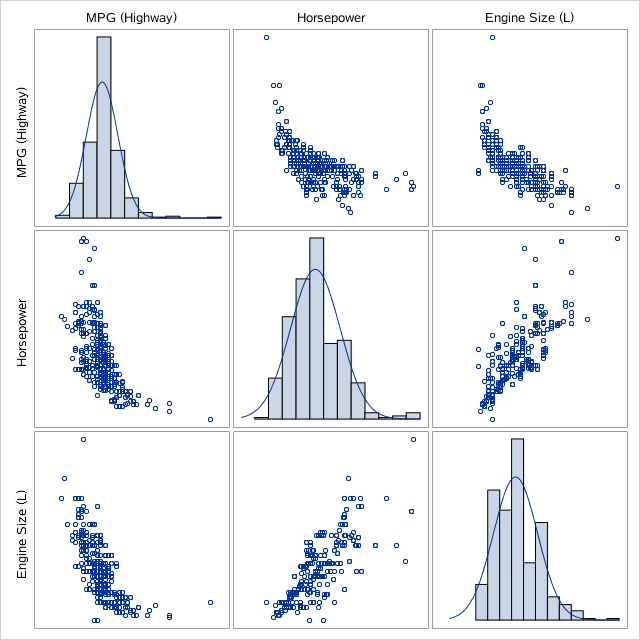 MPG (Highway)
Horsepower
Engine Size (L)
MPG (Highway)
Horsepower
Engine Size (L)